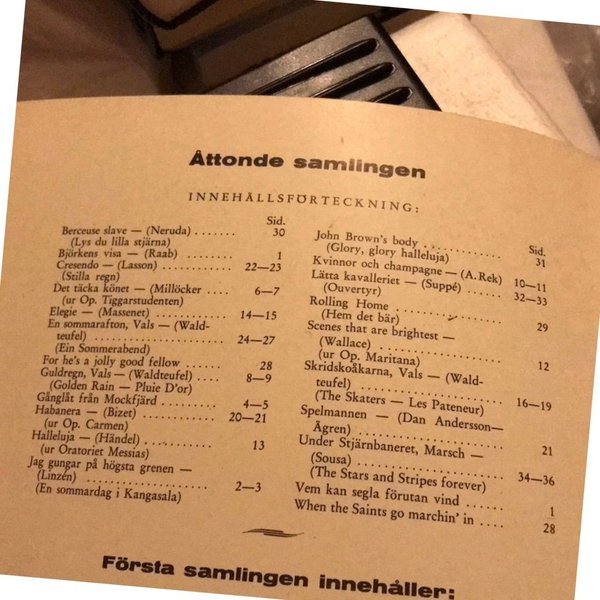 Åttonde samlingen
INNEHÅLLSFÖRTECKNING:
Sid.
Berceuse slave — (Neruda) ....... 30
(Lys du lilla stjärna)
Björkens visa — (Raab) .......... 1
Cresendo — (Lasson) ........... 22—23
(Stilla regn)
Det täcka könet — (Millöcker .. 6—7
(ur Op. Tiggarstudenten)
Elegie — (Massenet) ............ 14—15
En sommarafton, Vals — (Wald-
teufel) ......................... 24—27
(Ein Sommerabend)
For he's a jolly good fellow ...... 28
Guldregn, Vals — (Waldteufel) .... 8—9
(Golden Rain — Pluie D'or)
Gånglåt från Mockfjärd .......... 4—5
Habanera — (Bizet) ............. 20—21
(ur Op. Carmen)
Halleluja — (Händel) ............ 13
(ur Oratoriet Messias)
Jag gungar på högsta grenen —
(Linzén) ....................... 2—3
(En sommardag i Kangasala)
Sid.
John Brown's body ............. 31
(Glory, glory halleluja)
Kvinnor och champagne — (A.Rek) 10—11
Lätta kavalleriet — (Suppé) ...... 32—33
(Ouvertyr)
Rolling Home .................. 29
(Hem det bär)
Scenes that are brightest —
(Wallace) ...................... 12
(ur Op. Maritana)
Skridskoåkarna, Vals — (Wald-
teufel) ......................... 16—19
(The Skaters — Les Pateneur)
Spelmannen — (Dan Andersson—
Ågren) ........................ 21
Under Stjärnbaneret, Marsch —
(Sousa) ........................ 34—36
(The Stars and Stripes forever)
Vem kan segla förutan vind ...... 1
When the Saints go marchin' in .... 28
Första samlingen innehåller: